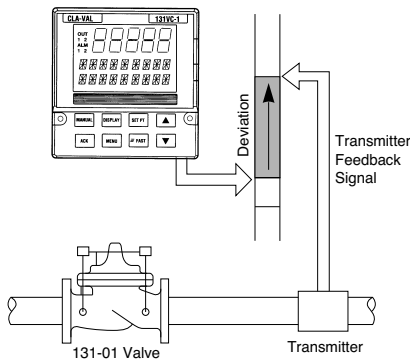 CLA-VAL 131VC-1
OUT
1 2
ALM
1 2
MANUAL DISPLAY SET PT
ACK MENU # FAST
Deviation
Transmitter
Feedback
Signal
131-01 Valve
Transmitter